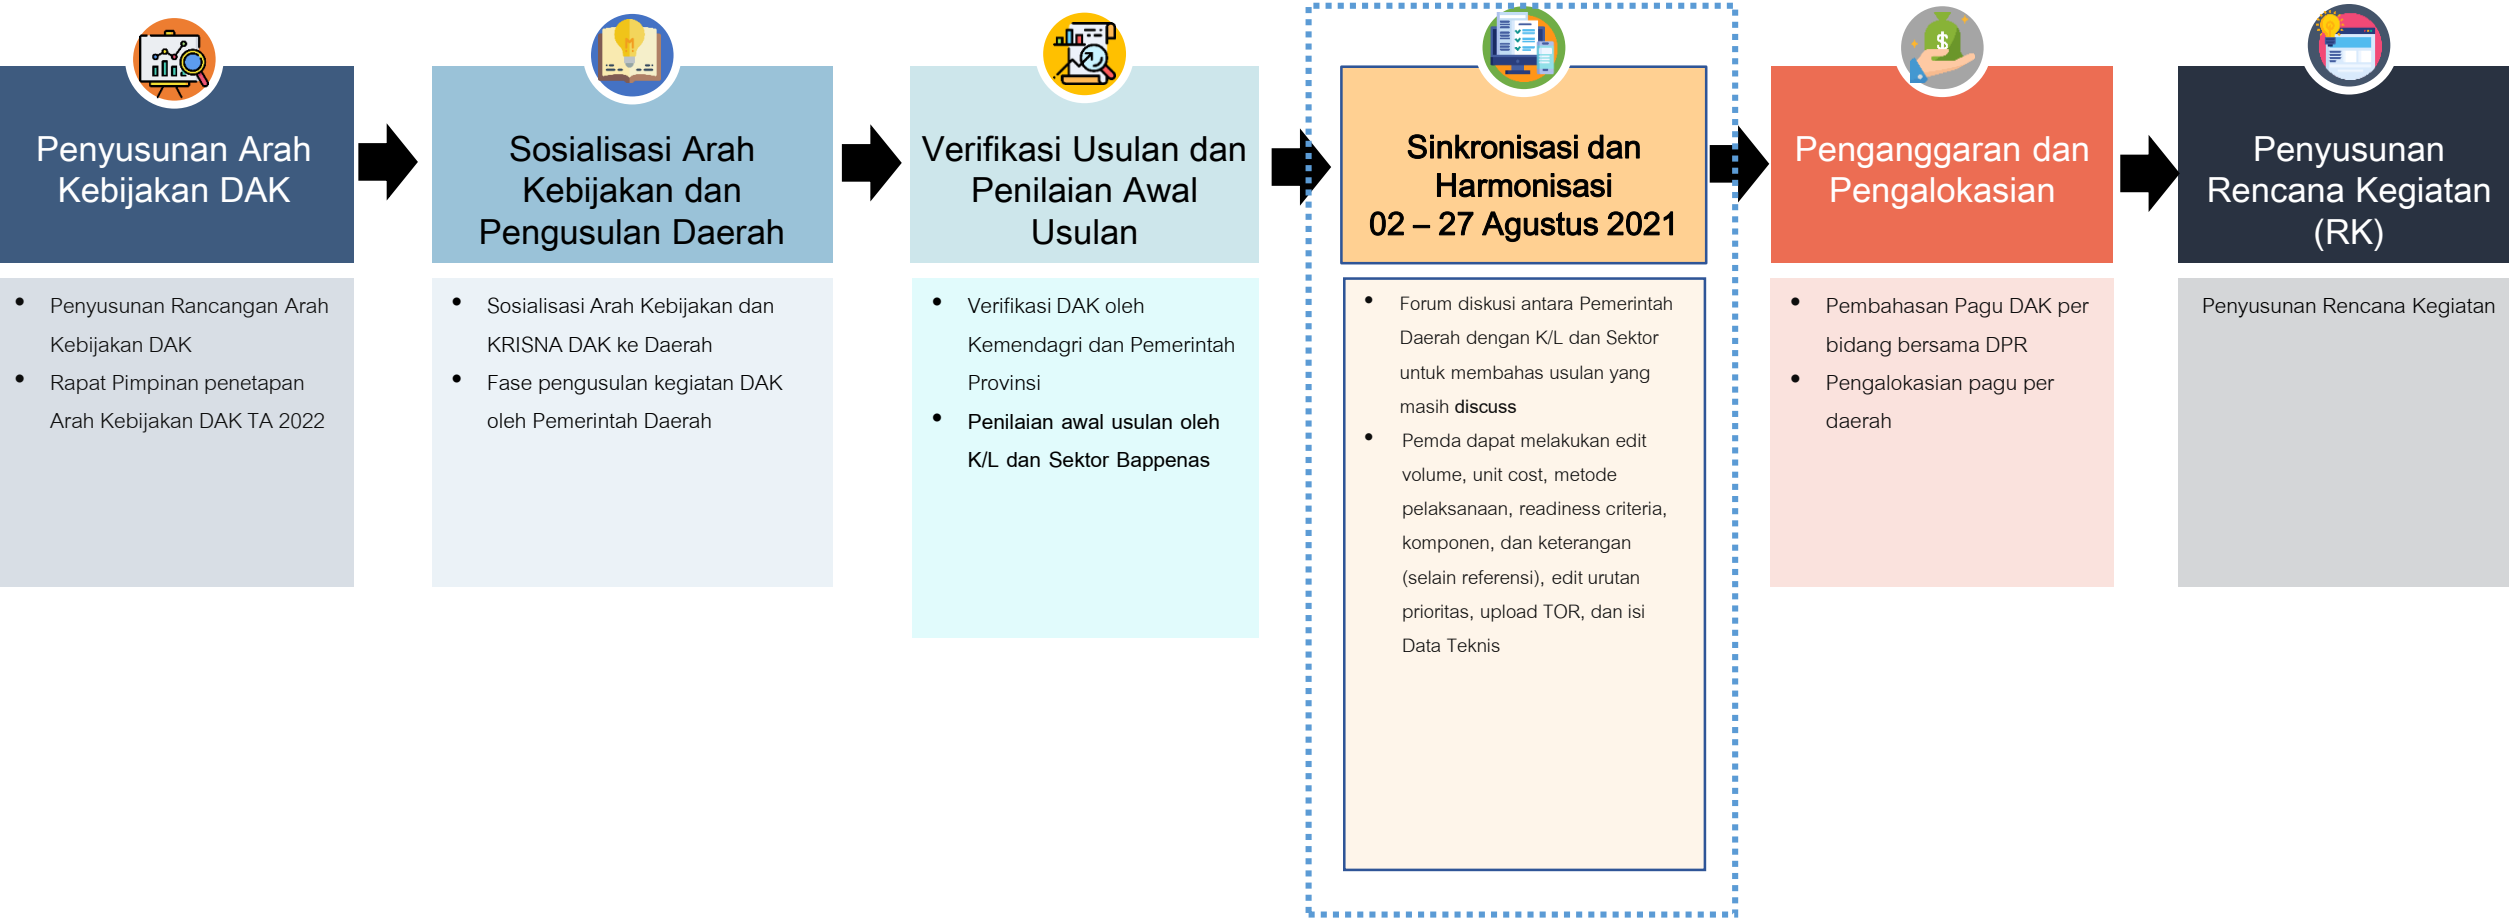 Penyusunan Arah
Kebijakan DAK
• Penyusunan Rancangan Arah
Kebijakan DAK
• Rapat Pimpinan penetapan
Arah Kebijakan DAK TA 2022
Sosialisasi Arah
Kebijakan dan
Pengusulan Daerah
• Sosialisasi Arah Kebijakan dan
KRISNA DAK ke Daerah
• Fase pengusulan kegiatan DAK
oleh Pemerintah Daerah
Verifikasi Usulan dan
Penilaian Awal
Usulan
• Verifikasi DAK oleh
Kemendagri dan Pemerintah
Provinsi
• Penilaian awal usulan oleh
K/L dan Sektor Bappenas
Sinkronisasi dan
Harmonisasi
02 – 27 Agustus 2021
• Forum diskusi antara Pemerintah
Daerah dengan K/L dan Sektor
untuk membahas usulan yang
masih discuss
• Pemda dapat melakukan edit
volume, unit cost, metode
pelaksanaan, readiness criteria,
komponen, dan keterangan
(selain referensi), edit urutan
prioritas, upload TOR, dan isi
Data Teknis
Penganggaran dan
Pengalokasian
• Pembahasan Pagu DAK per
bidang bersama DPR
• Pengalokasian pagu per
daerah
Penyusunan
Rencana Kegiatan
(RK)
Penyusunan Rencana Kegiatan